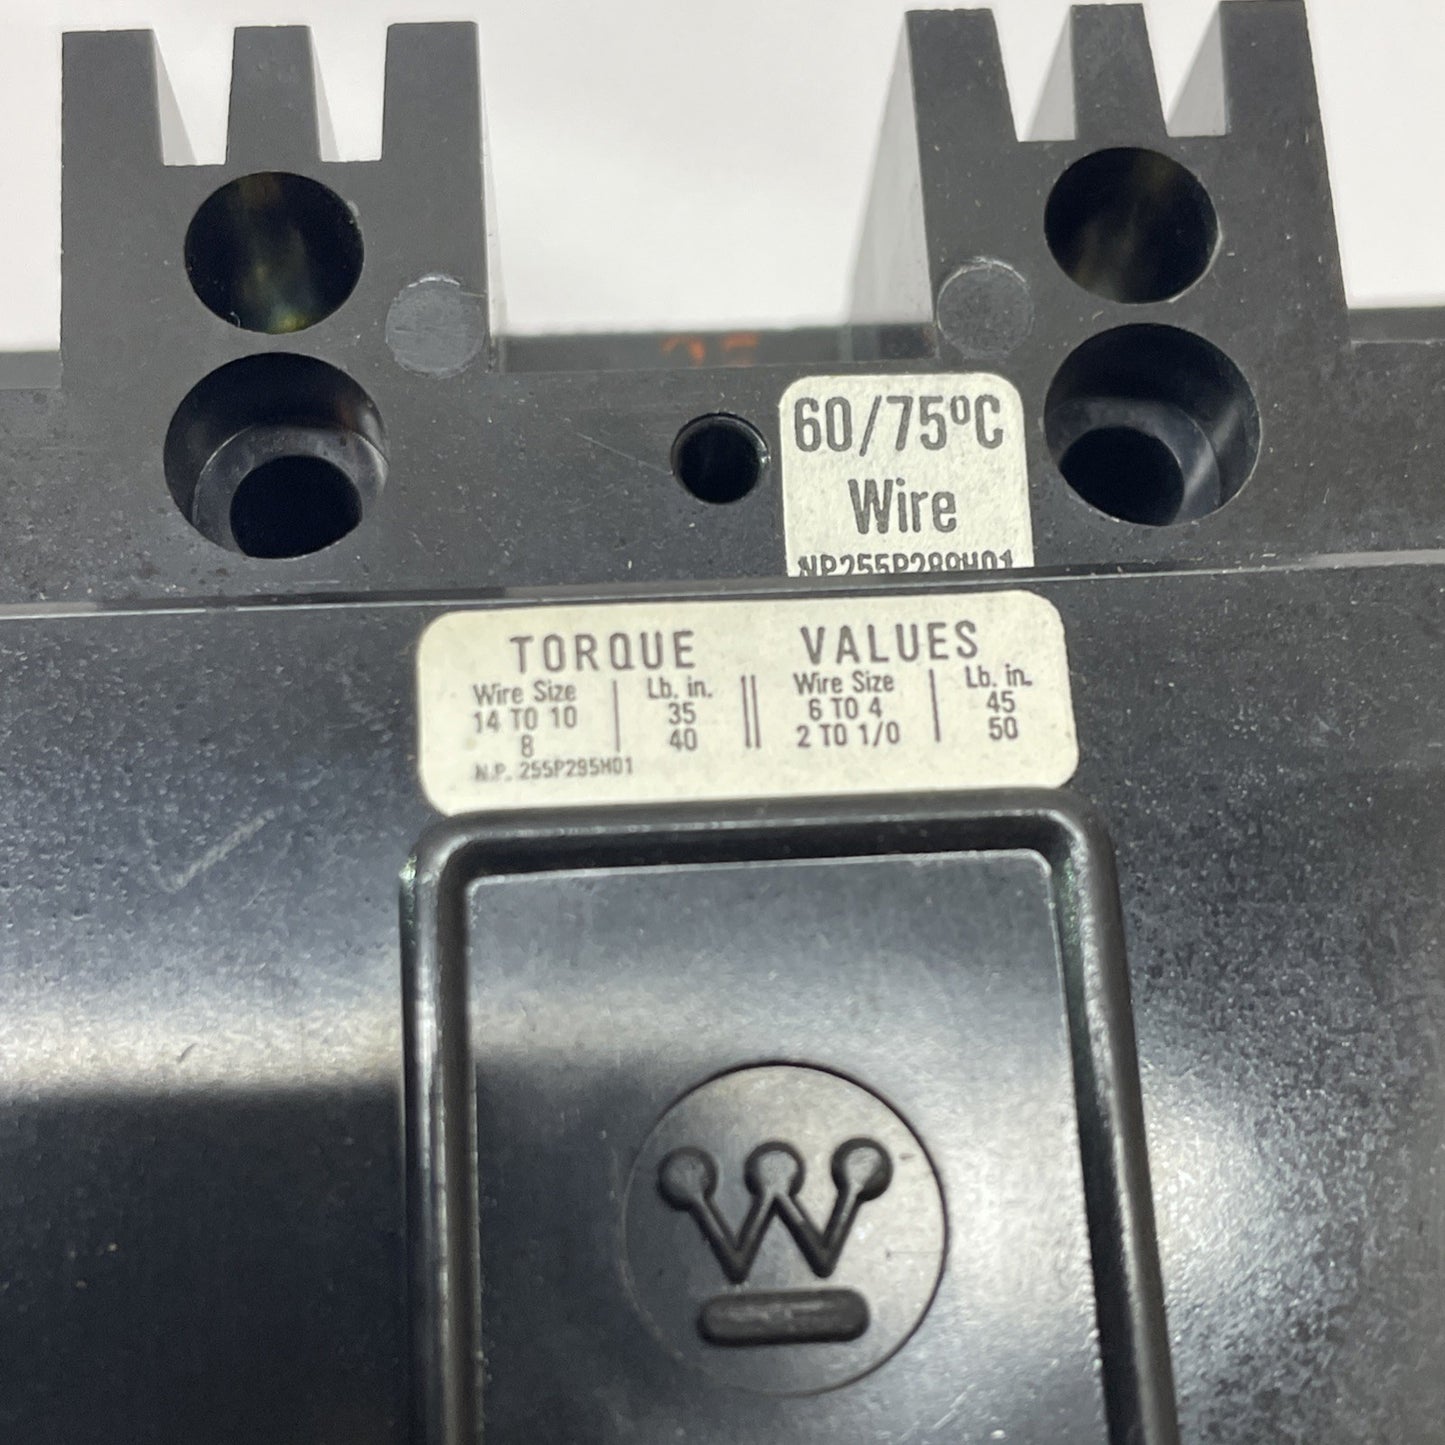 60/75ºC
Wire
NP255P289H01
TORQUE VALUES
Wire Size | Lb. in. || Wire Size | Lb. in.
14 TO 10 | 35 || 6 TO 4 | 45
8 | 40 || 2 TO 1/0 | 50
N.P. 255P295H01
W